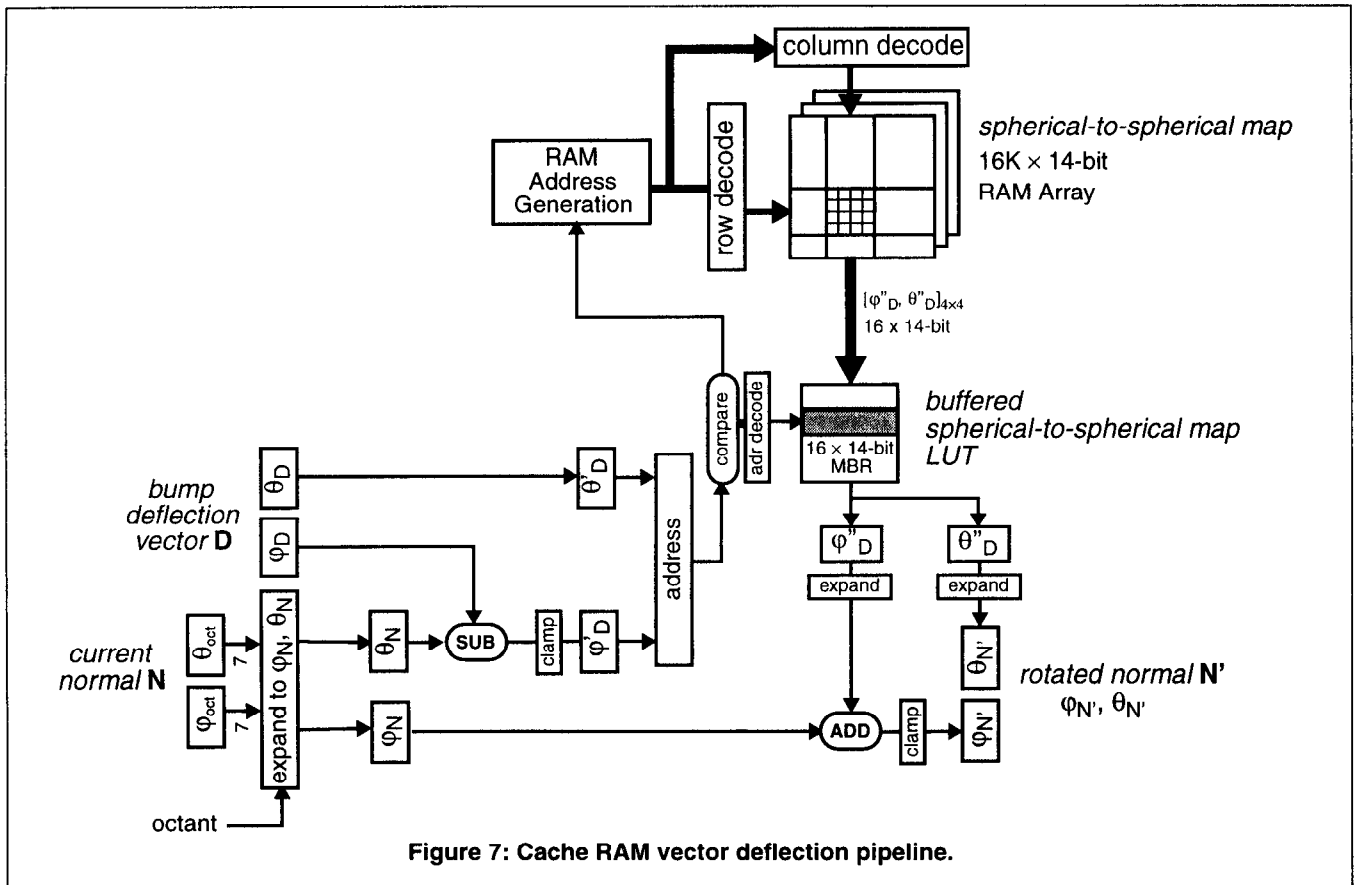 column decode
spherical-to-spherical map
16K × 14-bit
RAM Array
RAM
Address
Generation
row decode
[φ"D, θ"D]4×4
16 x 14-bit
compare
adr decode
16 × 14-bit
MBR
buffered
spherical-to-spherical map
LUT
bump
deflection
vector D
θD
θ'D
φD
address
φ"D
θ"D
expand
expand
current
normal N
θoct
7
φoct
7
expand to φN, θN
θN
SUB
clamp
φ'D
θN'
rotated normal N'
φN', θN'
φN
ADD
clamp
φN'
octant
Figure 7: Cache RAM vector deflection pipeline.